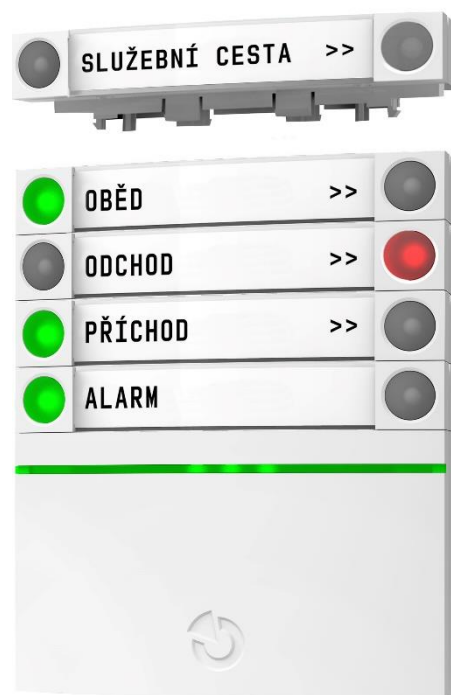 SLUŽEBNÍ CESTA >>
OBĚD >>
ODCHOD >>
PŘÍCHOD >>
ALARM